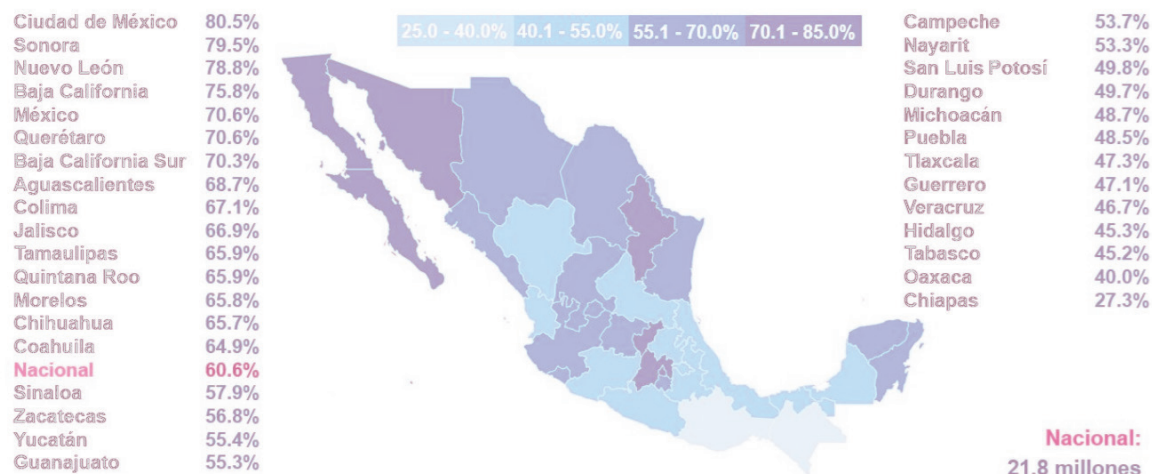 Ciudad de México 80.5%
Sonora 79.5%
Nuevo León 78.8%
Baja California 75.8%
México 70.6%
Querétaro 70.6%
Baja California Sur 70.3%
Aguascalientes 68.7%
Colima 67.1%
Jalisco 66.9%
Tamaulipas 65.9%
Quintana Roo 65.9%
Morelos 65.8%
Chihuahua 65.7%
Coahuila 64.9%
Nacional 60.6%
Sinaloa 57.9%
Zacatecas 56.8%
Yucatán 55.4%
Guanajuato 55.3%
25.0 - 40.0% 40.1 - 55.0% 55.1 - 70.0% 70.1 - 85.0%
Campeche 53.7%
Nayarit 53.3%
San Luis Potosí 49.8%
Durango 49.7%
Michoacán 48.7%
Puebla 48.5%
Tlaxcala 47.3%
Guerrero 47.1%
Veracruz 46.7%
Hidalgo 45.3%
Tabasco 45.2%
Oaxaca 40.0%
Chiapas 27.3%
Nacional:
21.8 millones